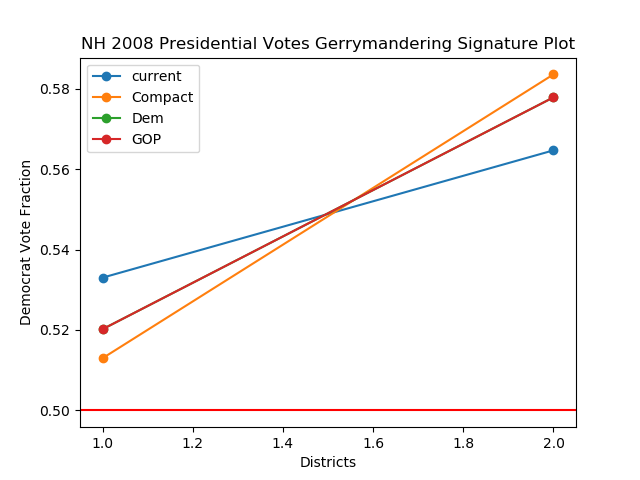 NH 2008 Presidential Votes Gerrymandering Signature Plot
current
Compact
Dem
GOP
Democrat Vote Fraction
0.58
0.56
0.54
0.52
0.50
1.0 1.2 1.4 1.6 1.8 2.0
Districts